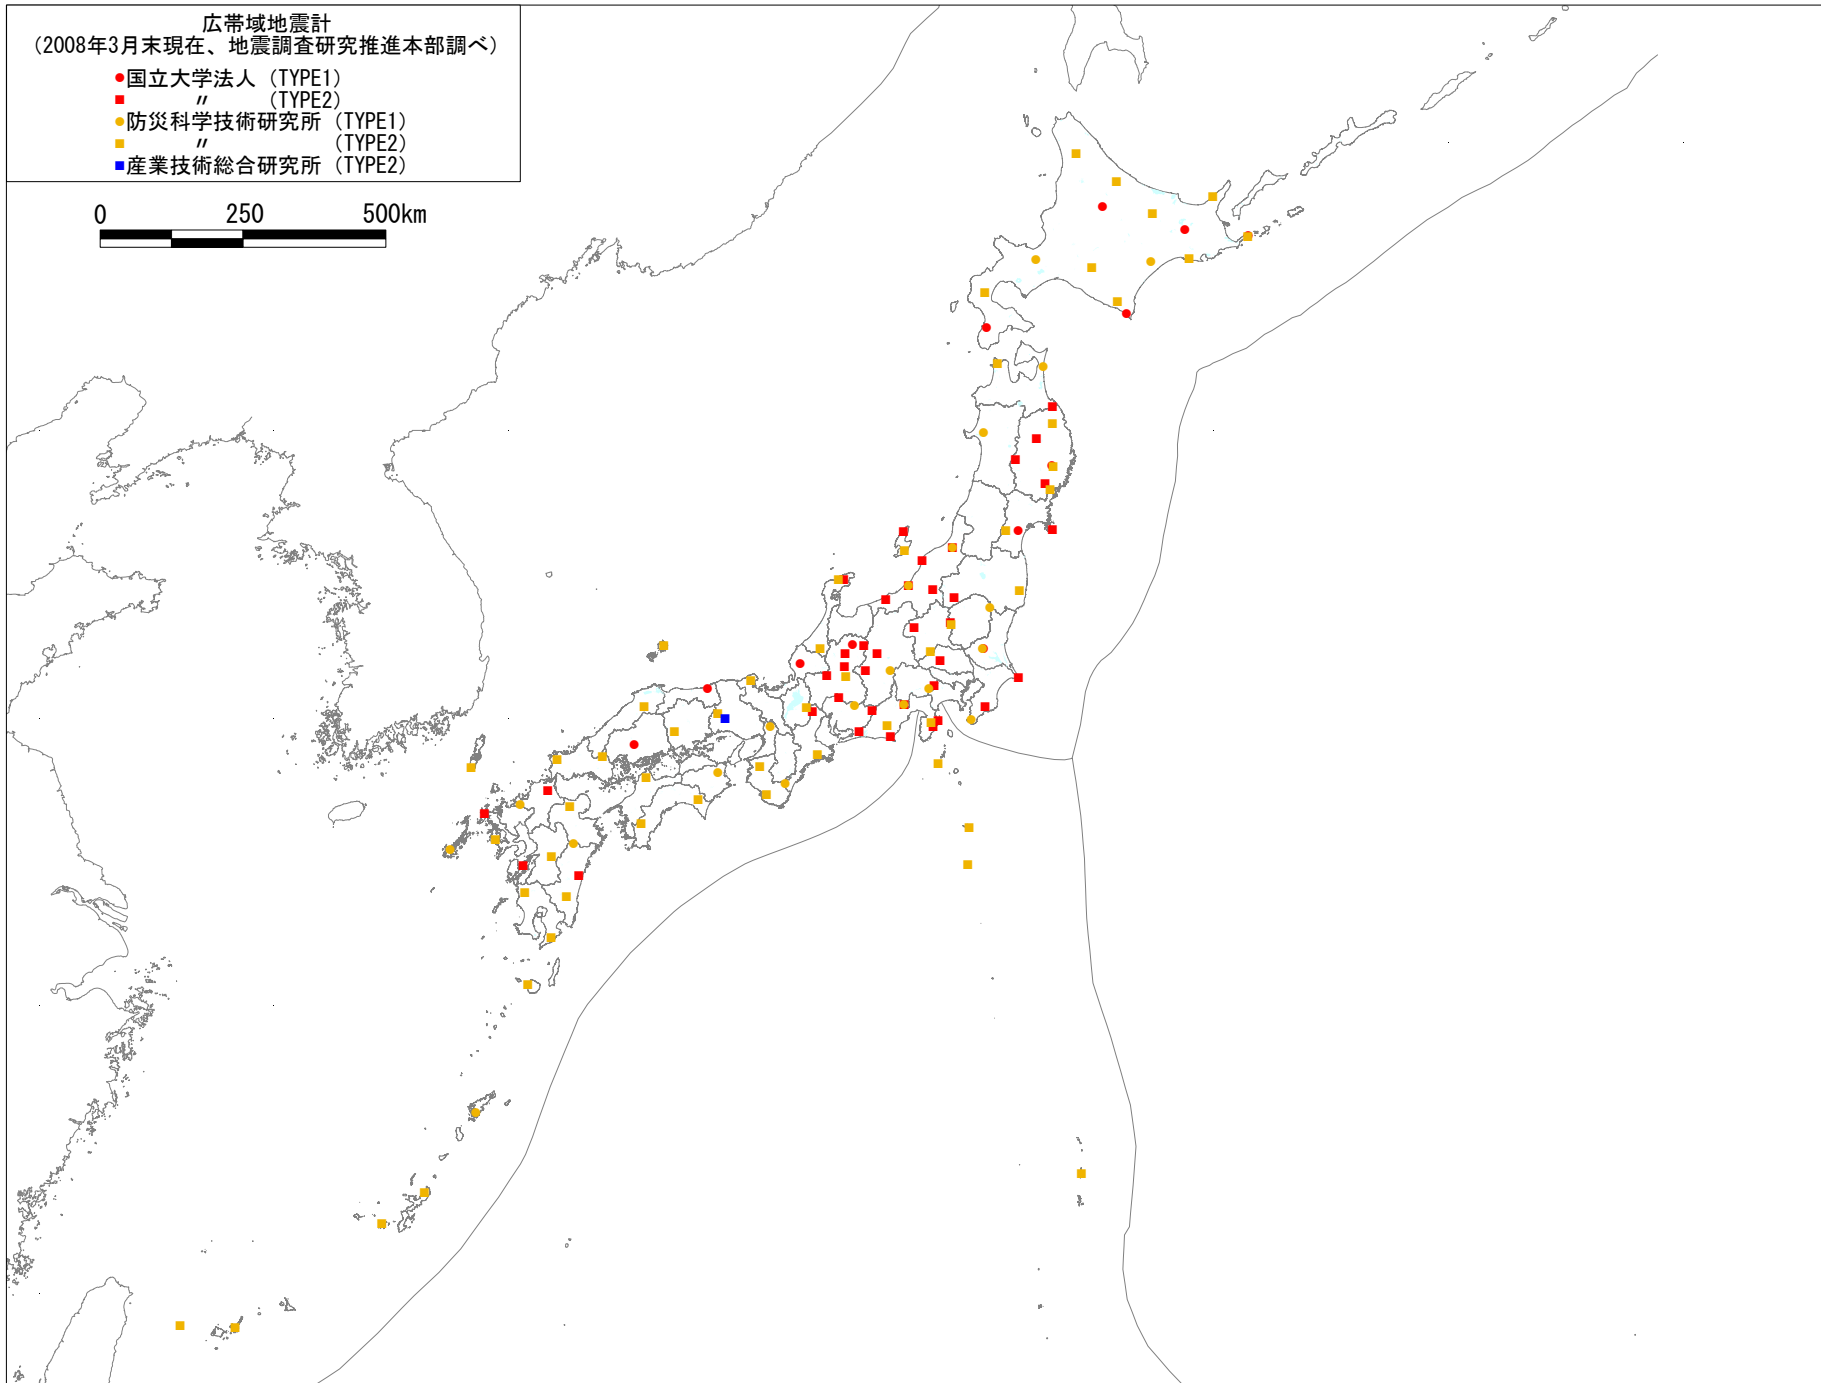 広帯域地震計
（2008年3月末現在、地震調査研究推進本部調べ）
国立大学法人（TYPE1）
〃（TYPE2）
防災科学技術研究所（TYPE1）
〃（TYPE2）
産業技術総合研究所（TYPE2）
0 250 500km